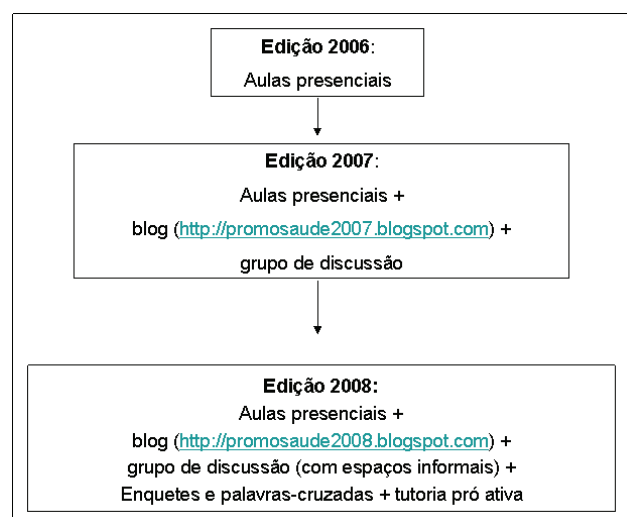 Edição 2006:
Aulas presenciais
Edição 2007:
Aulas presenciais +
blog (http://promosaude2007.blogspot.com) +
grupo de discussão
Edição 2008:
Aulas presenciais +
blog (http://promosaude2008.blogspot.com) +
grupo de discussão (com espaços informais) +
Enquetes e palavras-cruzadas + tutoria pró ativa